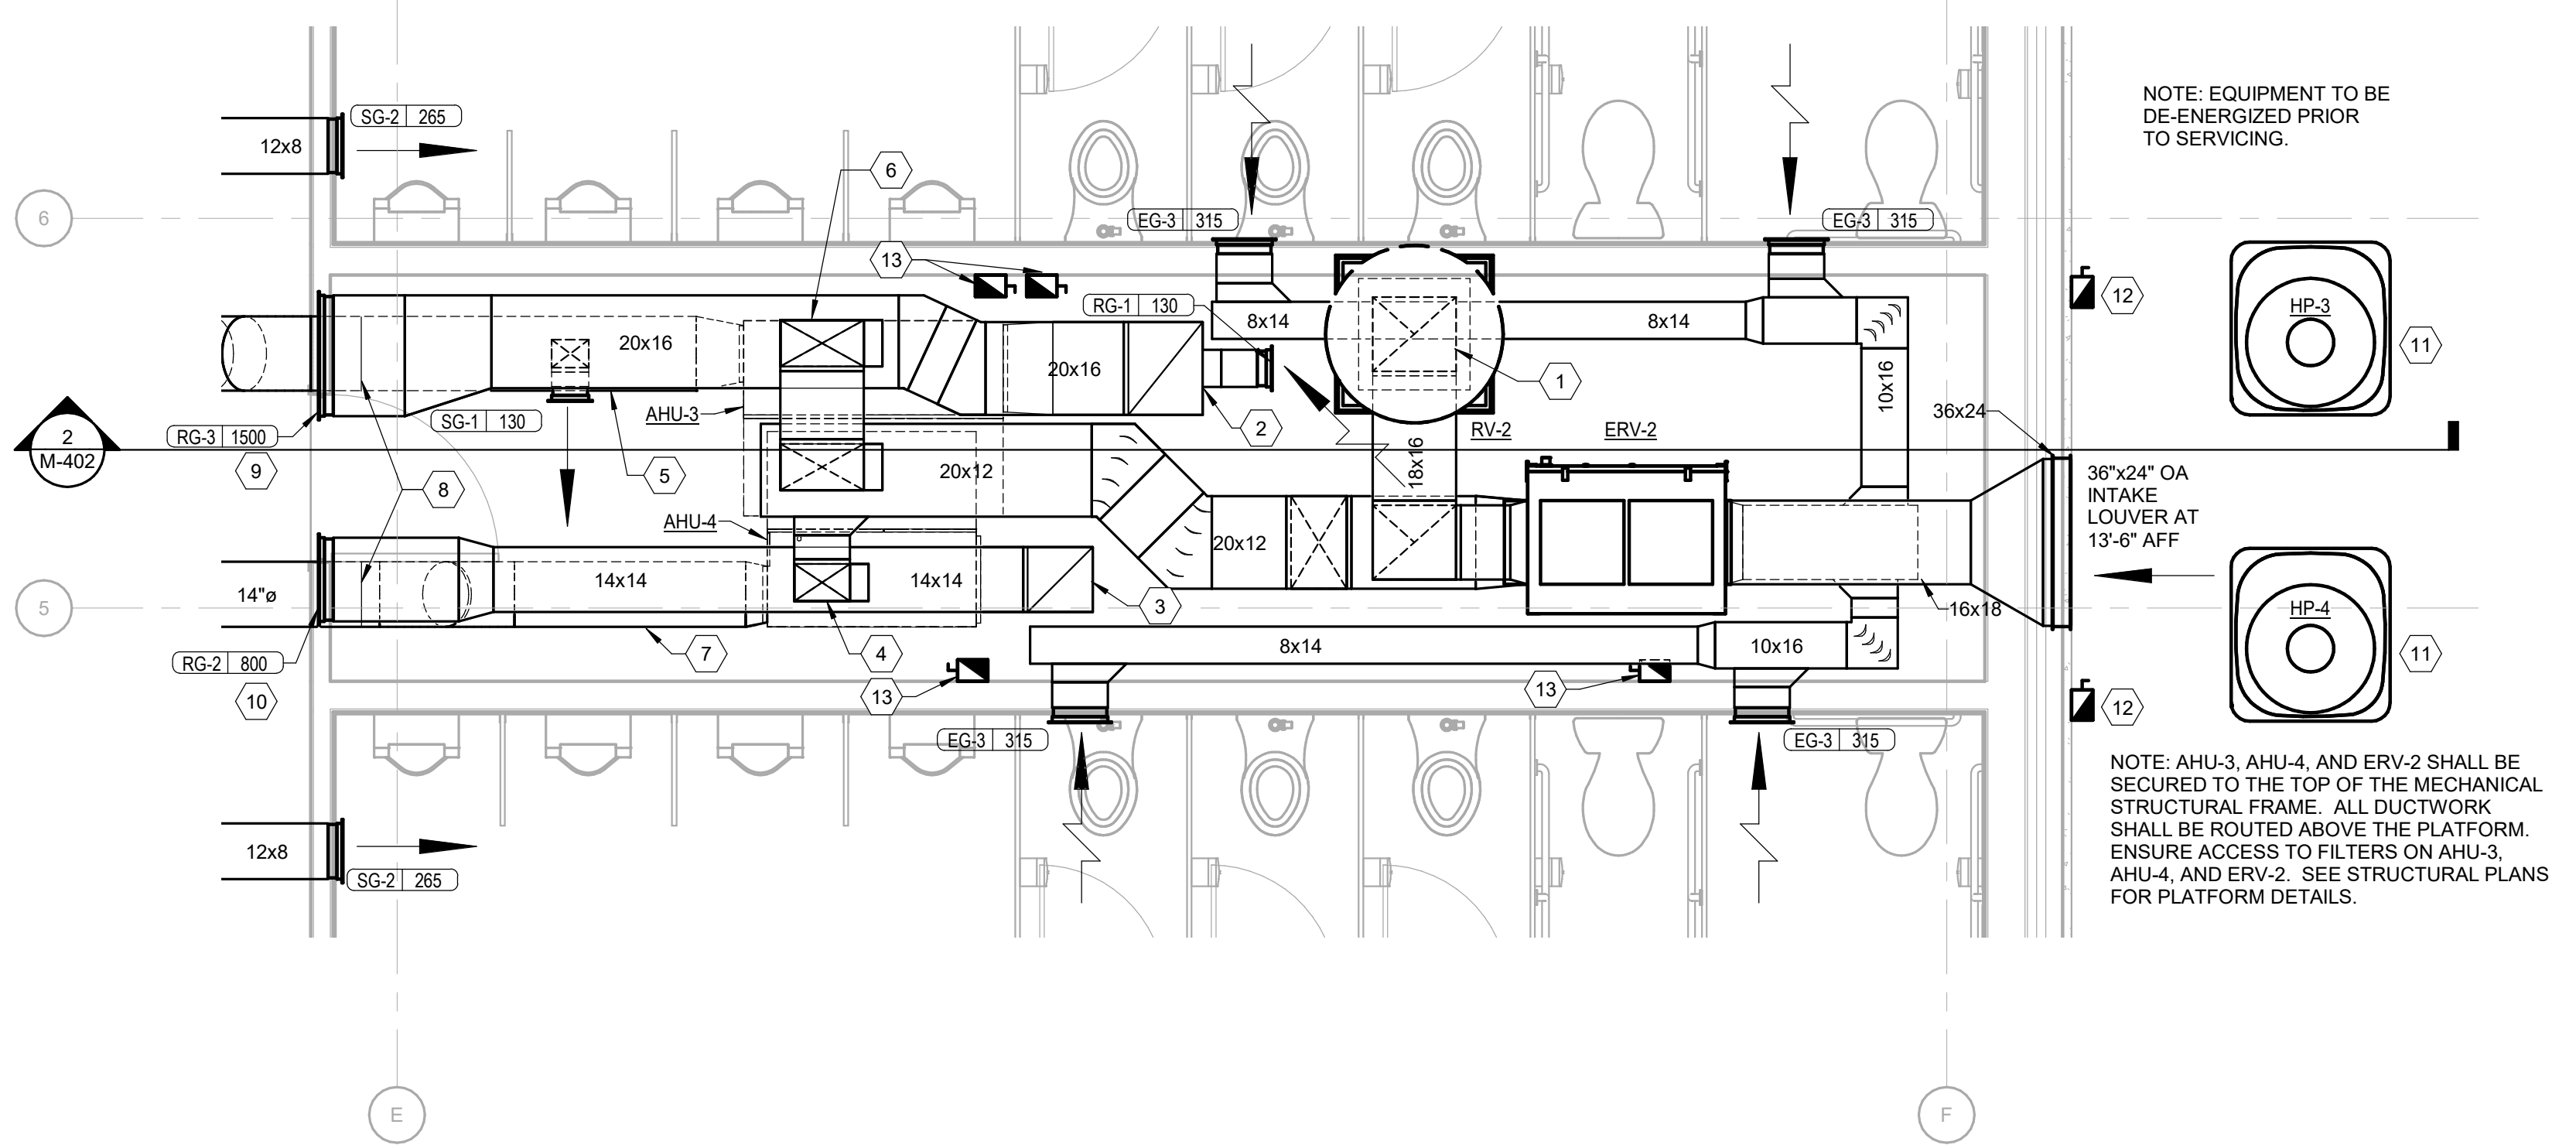 NOTE: EQUIPMENT TO BE
DE-ENERGIZED PRIOR
TO SERVICING.
SG-2 265
12x8
6
6
EG-3 315
EG-3 315
13
RG-1 130
12
HP-3
11
8x14
8x14
20x16
20x16
1
10x16
AHU-3
SG-1 130
2
RG-3 1500
36x24
RV-2
ERV-2
2
M-402
9
8
5
20x12
18x16
36"x24" OA
INTAKE
LOUVER AT
13'-6" AFF
AHU-4
20x12
14x14
14x14
14"ø
5
3
16x18
HP-4
11
7
4
8x14
10x16
RG-2 800
10
13
13
12
EG-3 315
EG-3 315
NOTE: AHU-3, AHU-4, AND ERV-2 SHALL BE
SECURED TO THE TOP OF THE MECHANICAL
STRUCTURAL FRAME. ALL DUCTWORK
SHALL BE ROUTED ABOVE THE PLATFORM.
ENSURE ACCESS TO FILTERS ON AHU-3,
AHU-4, AND ERV-2. SEE STRUCTURAL PLANS
FOR PLATFORM DETAILS.
12x8
SG-2 265
E
F